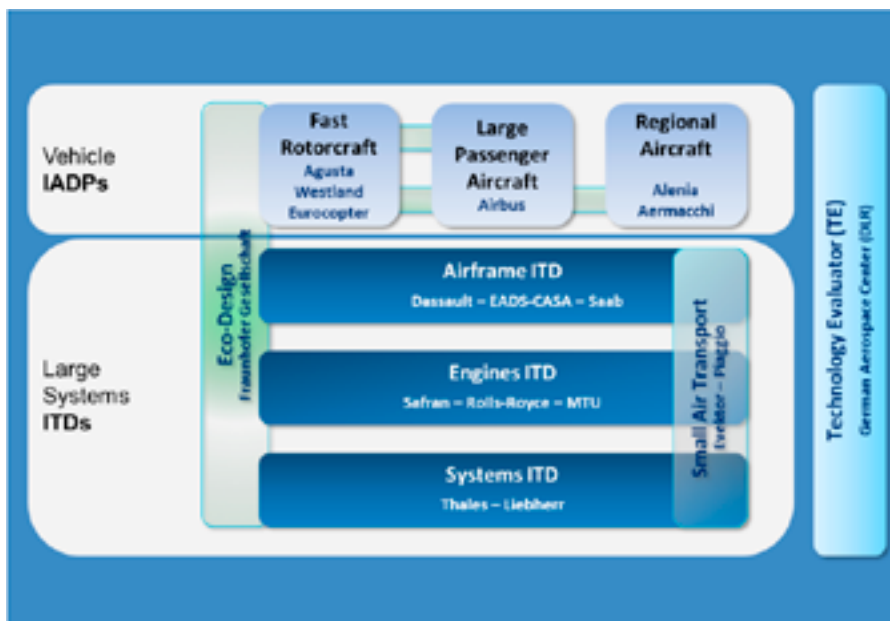 Vehicle
IADPs
Fast
Rotorcraft
Agusta
Westland
Eurocopter
Large
Passenger
Aircraft
Airbus
Regional
Aircraft
Alenia
Aermacchi
Eco-Design
Fraunhofer Gesellschaft
Large
Systems
ITDs
Airframe ITD
Dassault – EADS-CASA – Saab
Engines ITD
Safran – Rolls-Royce – MTU
Systems ITD
Thales – Liebherr
Small Air Transport
Evektor – Piaggio
Technology Evaluator (TE)
German Aerospace Center (DLR)